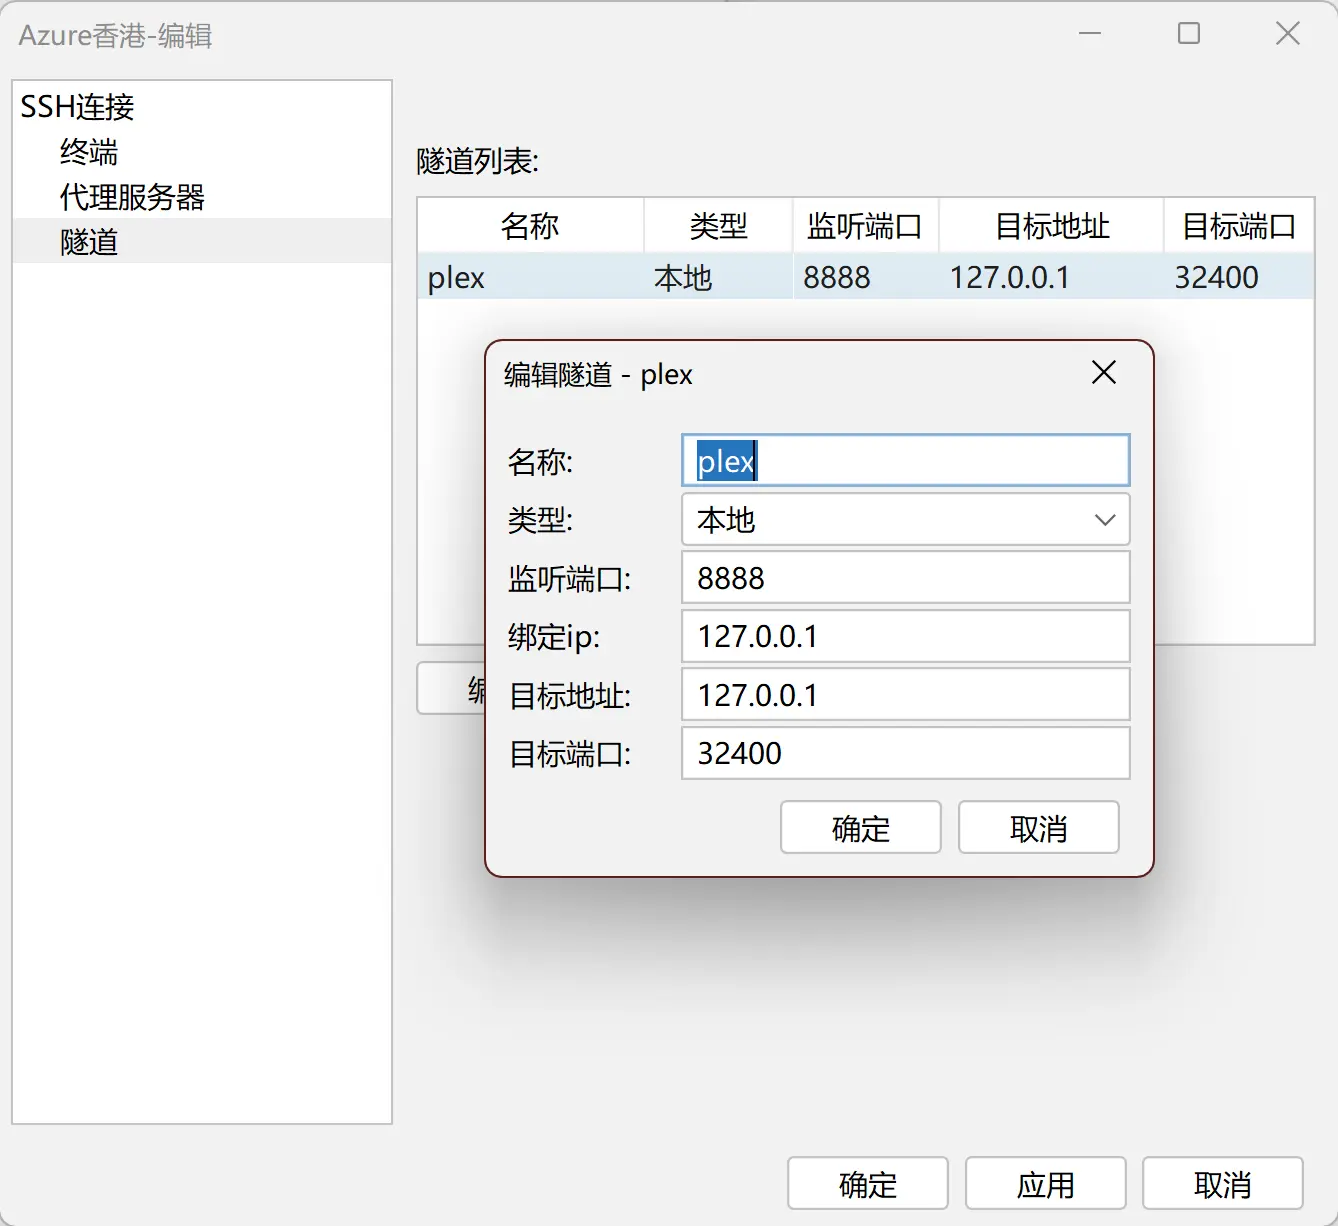 Azure香港-编辑
SSH连接
终端
代理服务器
隧道
隧道列表:
名称 类型 监听端口 目标地址 目标端口
plex 本地 8888 127.0.0.1 32400
编辑隧道 - plex
名称: plex
类型: 本地
监听端口: 8888
绑定ip: 127.0.0.1
目标地址: 127.0.0.1
目标端口: 32400
确定 取消
确定 应用 取消